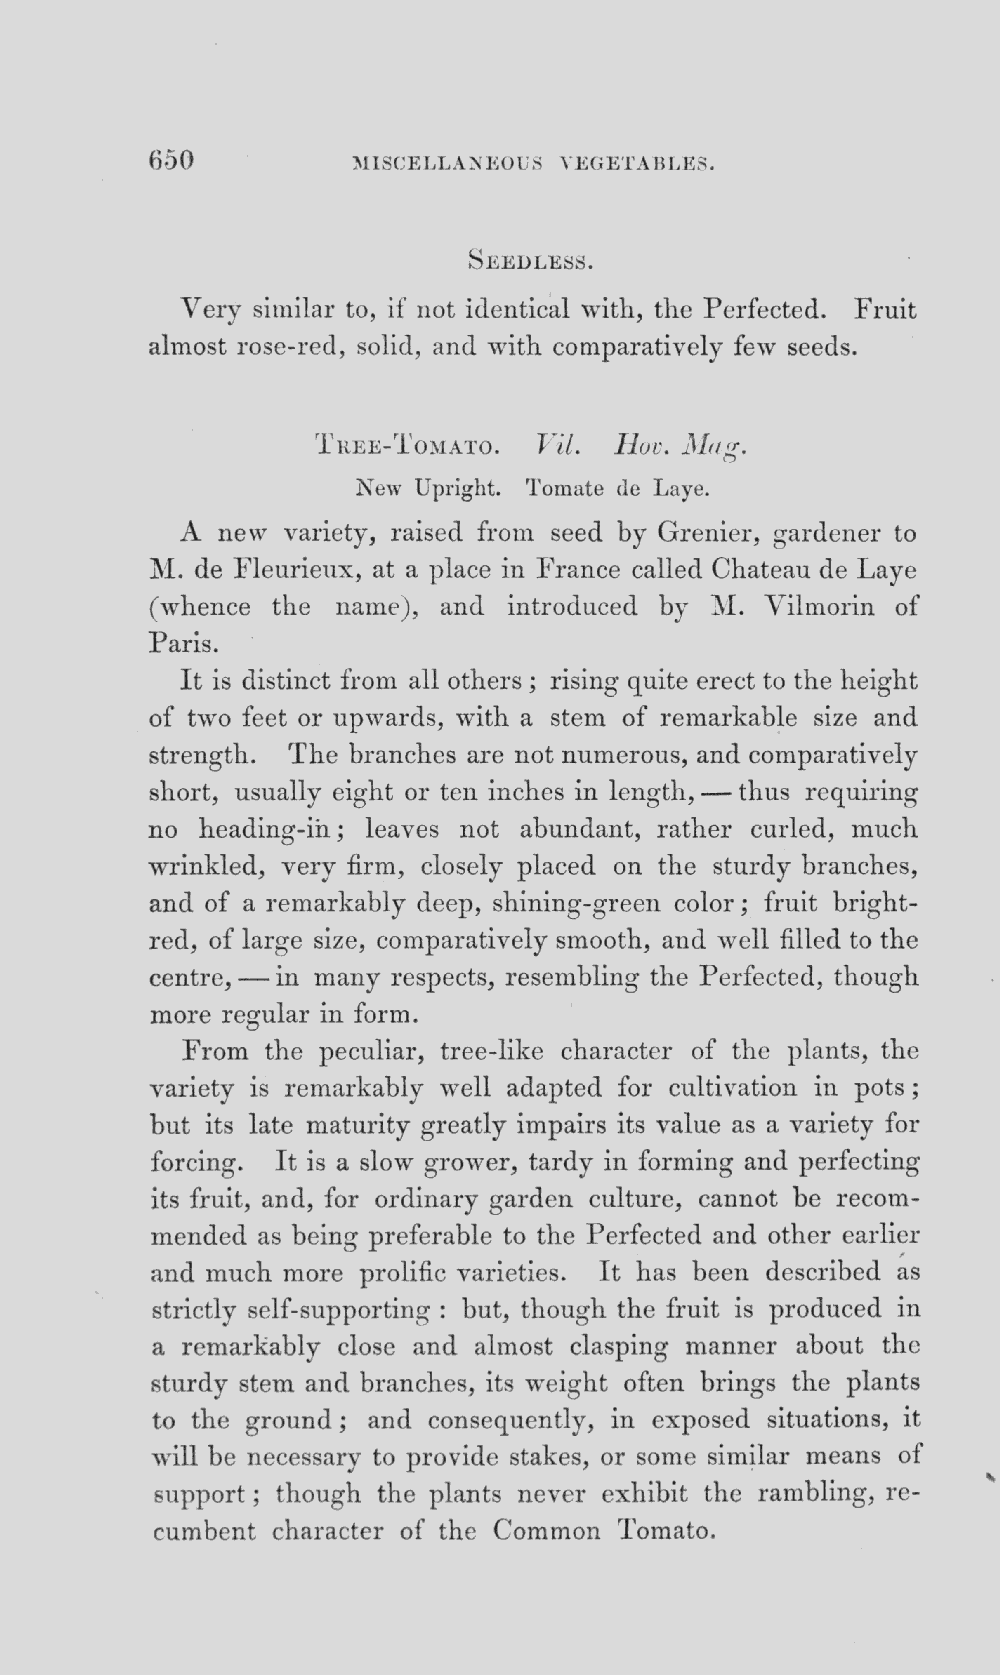 650 MISCELLANEOUS VEGETABLES.
SEEDLESS.
Very similar to, if not identical with, the Perfected. Fruit
almost rose-red, solid, and with comparatively few seeds.
TREE-TOMATO. Vil. Hov. Mag.
New Upright. Tomate de Laye.
A new variety, raised from seed by Grenier, gardener to
M. de Fleurieux, at a place in France called Chateau de Laye
(whence the name), and introduced by M. Vilmorin of
Paris.
It is distinct from all others; rising quite erect to the height
of two feet or upwards, with a stem of remarkable size and
strength. The branches are not numerous, and comparatively
short, usually eight or ten inches in length, — thus requiring
no heading-in; leaves not abundant, rather curled, much
wrinkled, very firm, closely placed on the sturdy branches,
and of a remarkably deep, shining-green color; fruit bright-
red, of large size, comparatively smooth, and well filled to the
centre, — in many respects, resembling the Perfected, though
more regular in form.
From the peculiar, tree-like character of the plants, the
variety is remarkably well adapted for cultivation in pots;
but its late maturity greatly impairs its value as a variety for
forcing. It is a slow grower, tardy in forming and perfecting
its fruit, and, for ordinary garden culture, cannot be recom-
mended as being preferable to the Perfected and other earlier
and much more prolific varieties. It has been described as
strictly self-supporting: but, though the fruit is produced in
a remarkably close and almost clasping manner about the
sturdy stem and branches, its weight often brings the plants
to the ground; and consequently, in exposed situations, it
will be necessary to provide stakes, or some similar means of
support; though the plants never exhibit the rambling, re-
cumbent character of the Common Tomato.